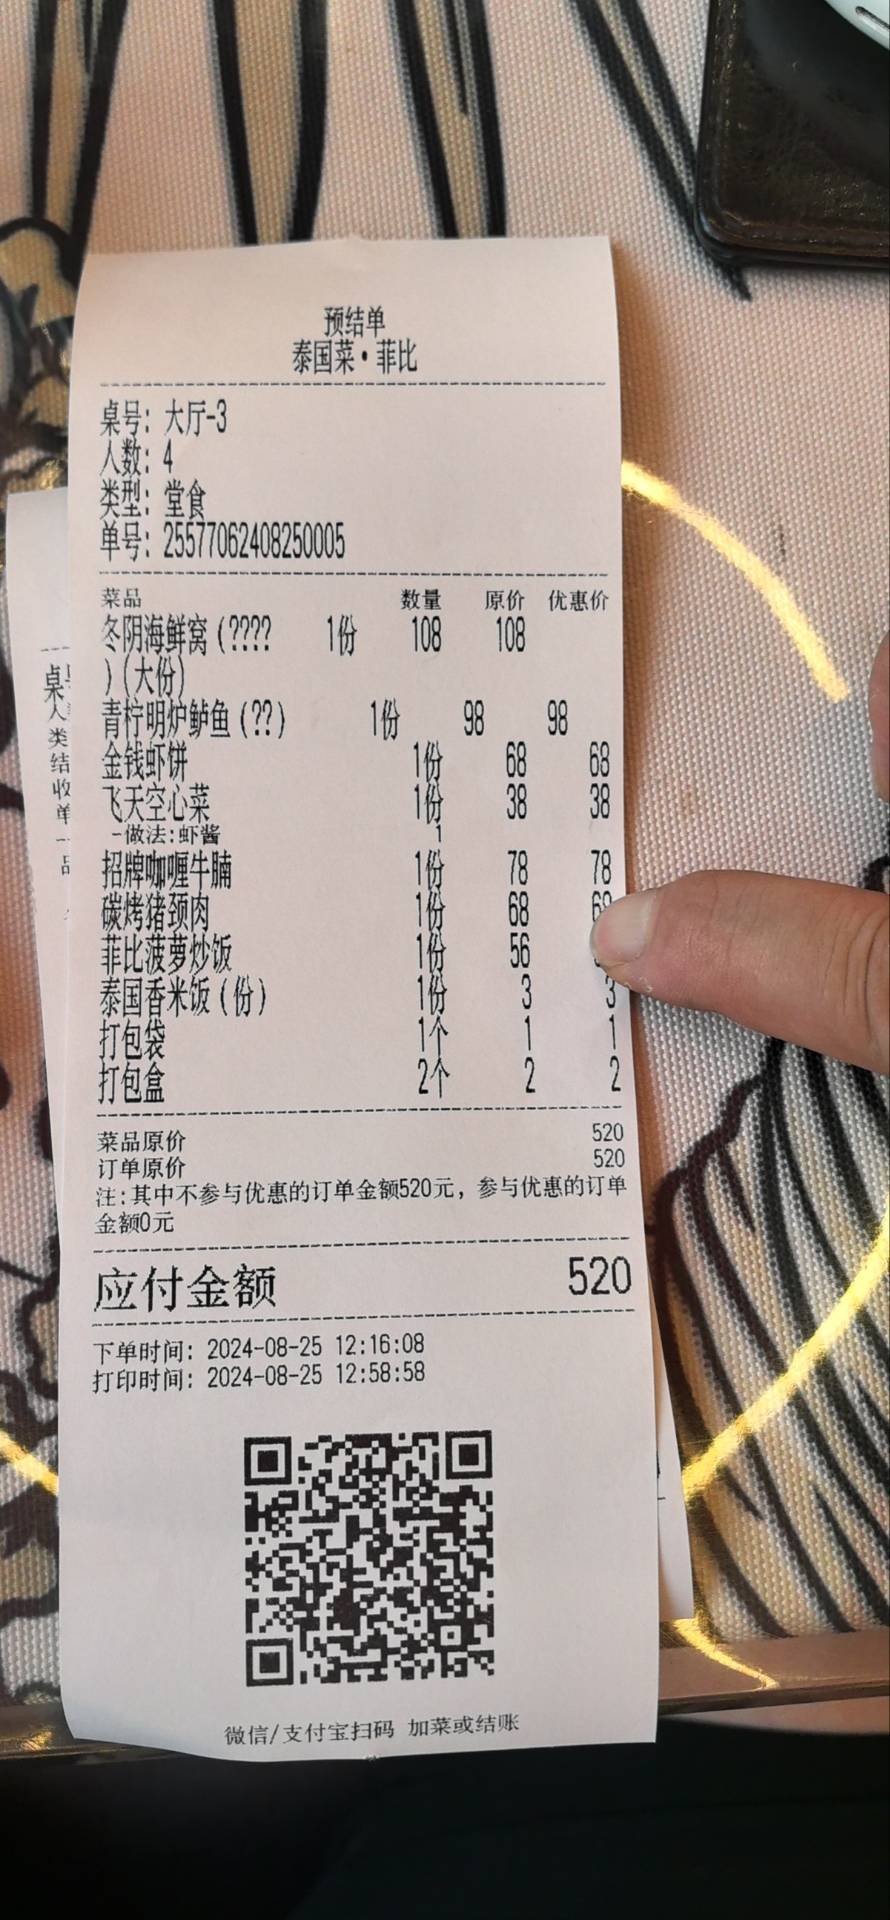 预结单
泰国菜•菲比
桌号: 大厅-3
人数: 4
类型: 堂食
单号: 25577062408250005
菜品 数量 原价 优惠价
冬阴海鲜窝(???? 1份 108 108
)(大份)
青柠明炉鲈鱼(??) 1份 98 98
金钱虾饼 1份 68 68
飞天空心菜 1份 38 38
-做法:虾酱 1
招牌咖喱牛腩 1份 78 78
碳烤猪颈肉 1份 68 68
菲比菠萝炒饭 1份 56
泰国香米饭(份) 1份 3 3
打包袋 1个 1 1
打包盒 2个 2 2
菜品原价 520
订单原价 520
注:其中不参与优惠的订单金额520元, 参与优惠的订单
金额0元
应付金额 520
下单时间: 2024-08-25 12:16:08
打印时间: 2024-08-25 12:58:58
微信/支付宝扫码 加菜或结账
桌
人
类
结
收
单
品